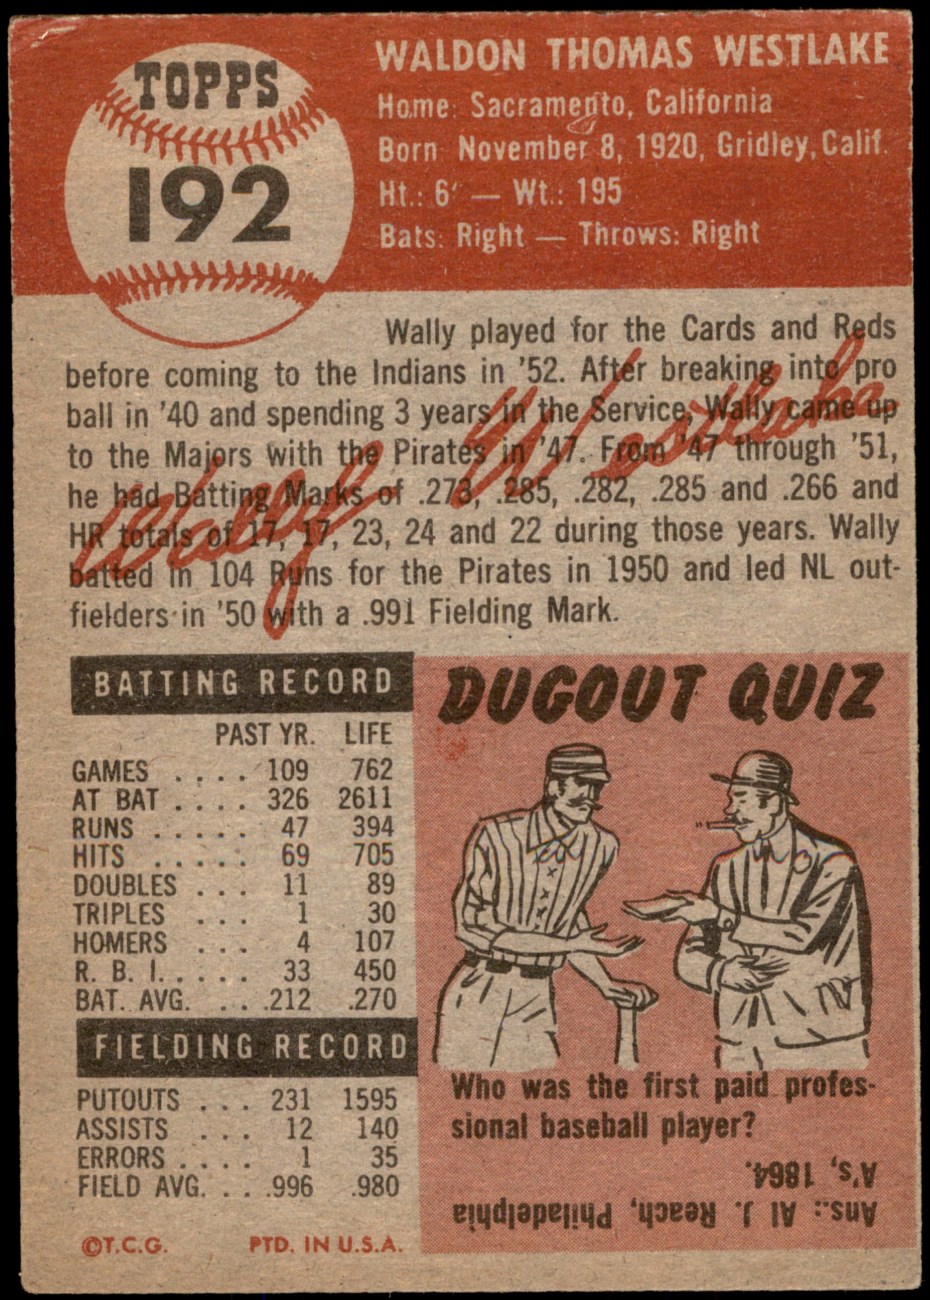 TOPPS
192
WALDON THOMAS WESTLAKE
Home: Sacramento, California
Born November 8, 1920, Gridley, Calif.
Ht.: 6' — Wt.: 195
Bats: Right — Throws: Right
Wally played for the Cards and Reds
before coming to the Indians in '52. After breaking into pro
ball in '40 and spending 3 years in the Service, Wally came up
to the Majors with the Pirates in '47. From '47 through '51,
he had Batting Marks of .273, .285, .282, .285 and .266 and
HR totals of 17, 17, 23, 24 and 22 during those years. Wally
batted in 104 Runs for the Pirates in 1950 and led NL out-
fielders in '50 with a .991 Fielding Mark.
Wally Westlake
BATTING RECORD
PAST YR. LIFE
GAMES .... 109 762
AT BAT .... 326 2611
RUNS ..... 47 394
HITS ..... 69 705
DOUBLES ... 11 89
TRIPLES ... 1 30
HOMERS ... 4 107
R. B. I. .... 33 450
BAT. AVG. ... .212 .270
FIELDING RECORD
PUTOUTS ... 231 1595
ASSISTS ... 12 140
ERRORS .... 1 35
FIELD AVG. ... .996 .980
©T.C.G. PTD. IN U.S.A.
DUGOUT QUIZ
Who was the first paid profes-
sional baseball player?
Ans.: Al J. Reach, Philadelphia
A's, 1864.